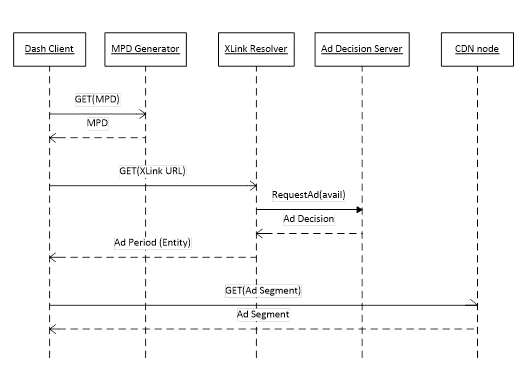 Dash Client
MPD Generator
XLink Resolver
Ad Decision Server
CDN node
GET(MPD)
MPD
GET(XLink URL)
RequestAd(avail)
Ad Decision
Ad Period (Entity)
GET(Ad Segment)
Ad Segment